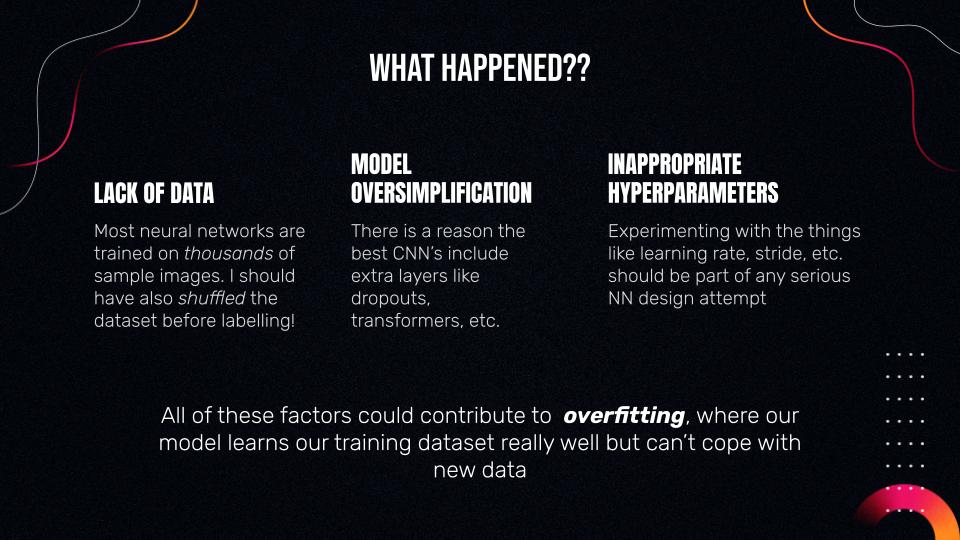 WHAT HAPPENED??
LACK OF DATA
Most neural networks are
trained on thousands of
sample images. I should
have also shuffled the
dataset before labelling!
MODEL
OVERSIMPLIFICATION
There is a reason the
best CNN's include
extra layers like
dropouts,
transformers, etc.
INAPPROPRIATE
HYPERPARAMETERS
Experimenting with the things
like learning rate, stride, etc.
should be part of any serious
NN design attempt
All of these factors could contribute to overfitting, where our
model learns our training dataset really well but can't cope with
new data